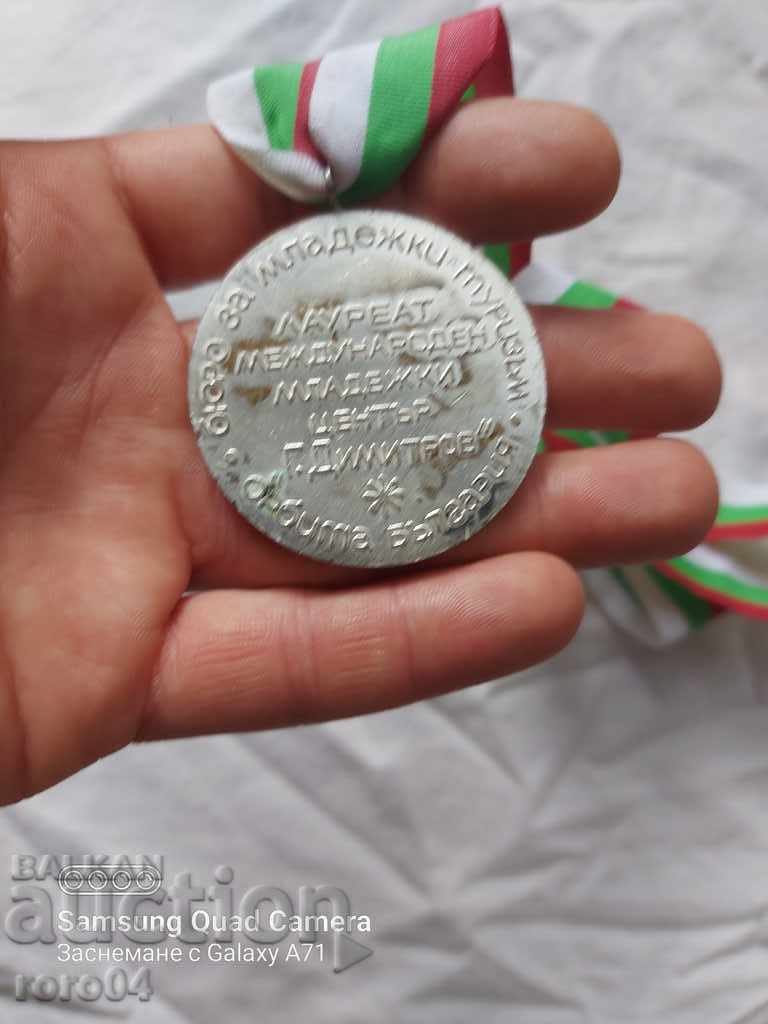 • бюро за младежки туризъм •
ЛАУРЕАТ
МЕЖДУНАРОДЕН
МЛАДЕЖКИ
ЦЕНТЪР
„Г. ДИМИТРОВ“
орбита България
BALKAN
auction
Samsung Quad Camera
Заснемане с Galaxy A71
roro04